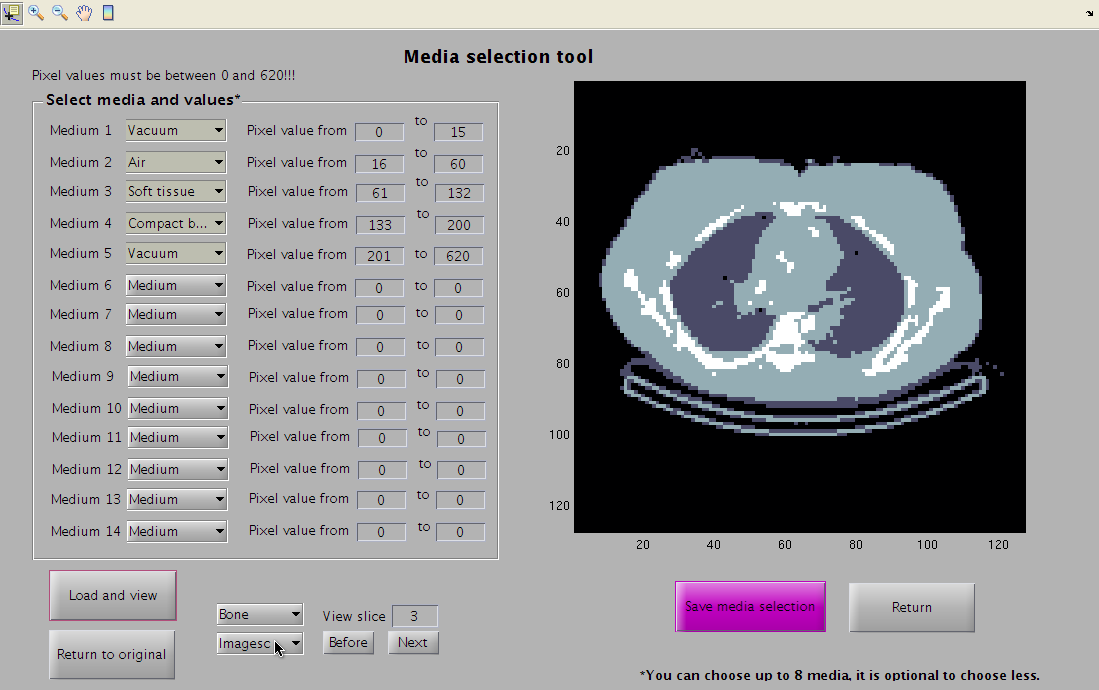 Media selection tool
Pixel values must be between 0 and 620!!!
Select media and values*
Medium 1 Vacuum Pixel value from 0 to 15
Medium 2 Air Pixel value from 16 to 60
Medium 3 Soft tissue Pixel value from 61 to 132
Medium 4 Compact b... Pixel value from 133 to 200
Medium 5 Vacuum Pixel value from 201 to 620
Medium 6 Medium Pixel value from 0 to 0
Medium 7 Medium Pixel value from 0 to 0
Medium 8 Medium Pixel value from 0 to 0
Medium 9 Medium Pixel value from 0 to 0
Medium 10 Medium Pixel value from 0 to 0
Medium 11 Medium Pixel value from 0 to 0
Medium 12 Medium Pixel value from 0 to 0
Medium 13 Medium Pixel value from 0 to 0
Medium 14 Medium Pixel value from 0 to 0
20
40
60
80
100
120
20 40 60 80 100 120
Load and view
Return to original
Bone
Imagesc
View slice 3
Before Next
Save media selection
Return
*You can choose up to 8 media, it is optional to choose less.